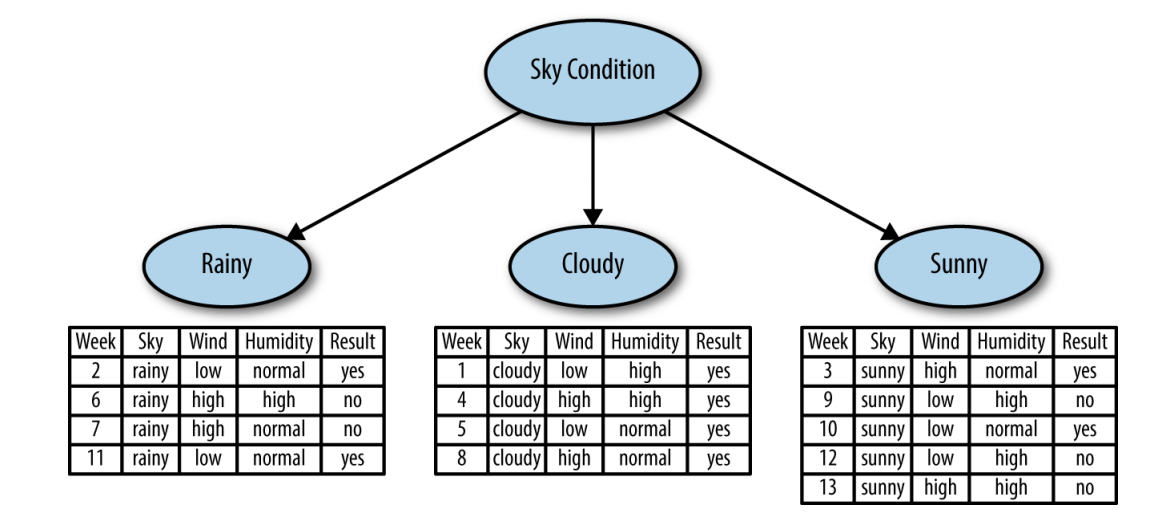 Sky Condition
Rainy
Cloudy
Sunny
Week Sky Wind Humidity Result
2 rainy low normal yes
6 rainy high high no
7 rainy high normal no
11 rainy low normal yes
Week Sky Wind Humidity Result
1 cloudy low high yes
4 cloudy high high yes
5 cloudy low normal yes
8 cloudy high normal yes
Week Sky Wind Humidity Result
3 sunny high normal yes
9 sunny low high no
10 sunny low normal yes
12 sunny low high no
13 sunny high high no